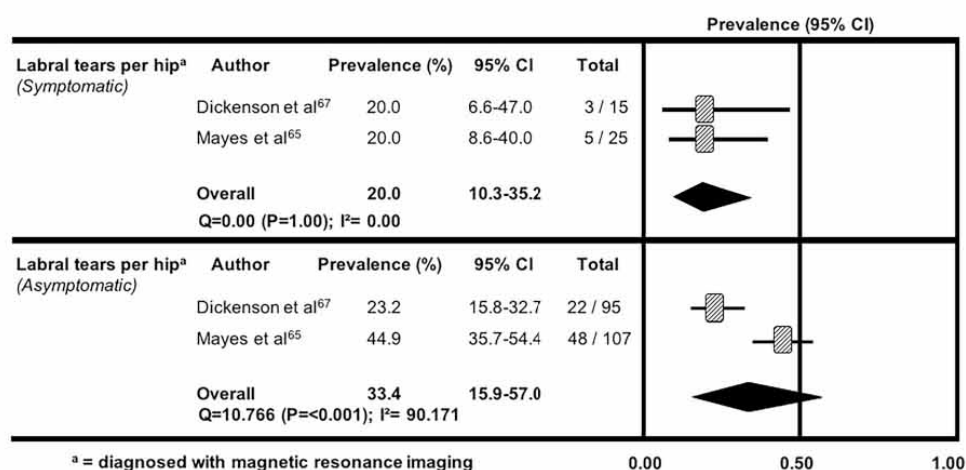 Prevalence (95% CI)
Labral tears per hipᵃ Author Prevalence (%) 95% CI Total
(Symptomatic)
Dickenson et al⁶⁷ 20.0 6.6-47.0 3 / 15
Mayes et al⁶⁵ 20.0 8.6-40.0 5 / 25
Overall 20.0 10.3-35.2
Q=0.00 (P=1.00); I²= 0.00
Labral tears per hipᵃ Author Prevalence (%) 95% CI Total
(Asymptomatic)
Dickenson et al⁶⁷ 23.2 15.8-32.7 22 / 95
Mayes et al⁶⁵ 44.9 35.7-54.4 48 / 107
Overall 33.4 15.9-57.0
Q=10.766 (P=<0.001); I²= 90.171
ᵃ = diagnosed with magnetic resonance imaging 0.00 0.50 1.00